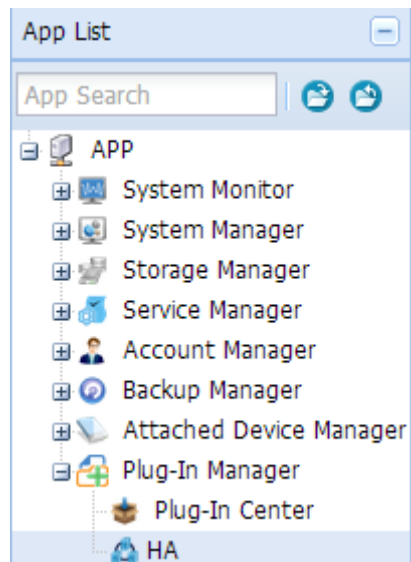 App List
App Search
APP
System Monitor
System Manager
Storage Manager
Service Manager
Account Manager
Backup Manager
Attached Device Manager
Plug-In Manager
Plug-In Center
HA